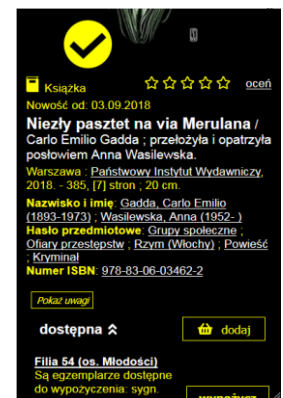 Książka
oceń
Nowość od: 03.09.2018
Niezły pasztet na via Merulana /
Carlo Emilio Gadda ; przełożyła i opatrzyła
posłowiem Anna Wasilewska.
Warszawa : Państwowy Instytut Wydawniczy,
2018. - 385, [7] stron ; 20 cm.
Nazwisko i imię: Gadda, Carlo Emilio
(1893-1973) ; Wasilewska, Anna (1952- )
Hasło przedmiotowe: Grupy społeczne ;
Ofiary przestępstw ; Rzym (Włochy) ; Powieść
; Kryminał
Numer ISBN: 978-83-06-03462-2
Pokaż uwagi
dostępna
dodaj
Filia 54 (os. Młodości)
Są egzemplarze dostępne
do wypożyczenia: sygn.
wypożycz